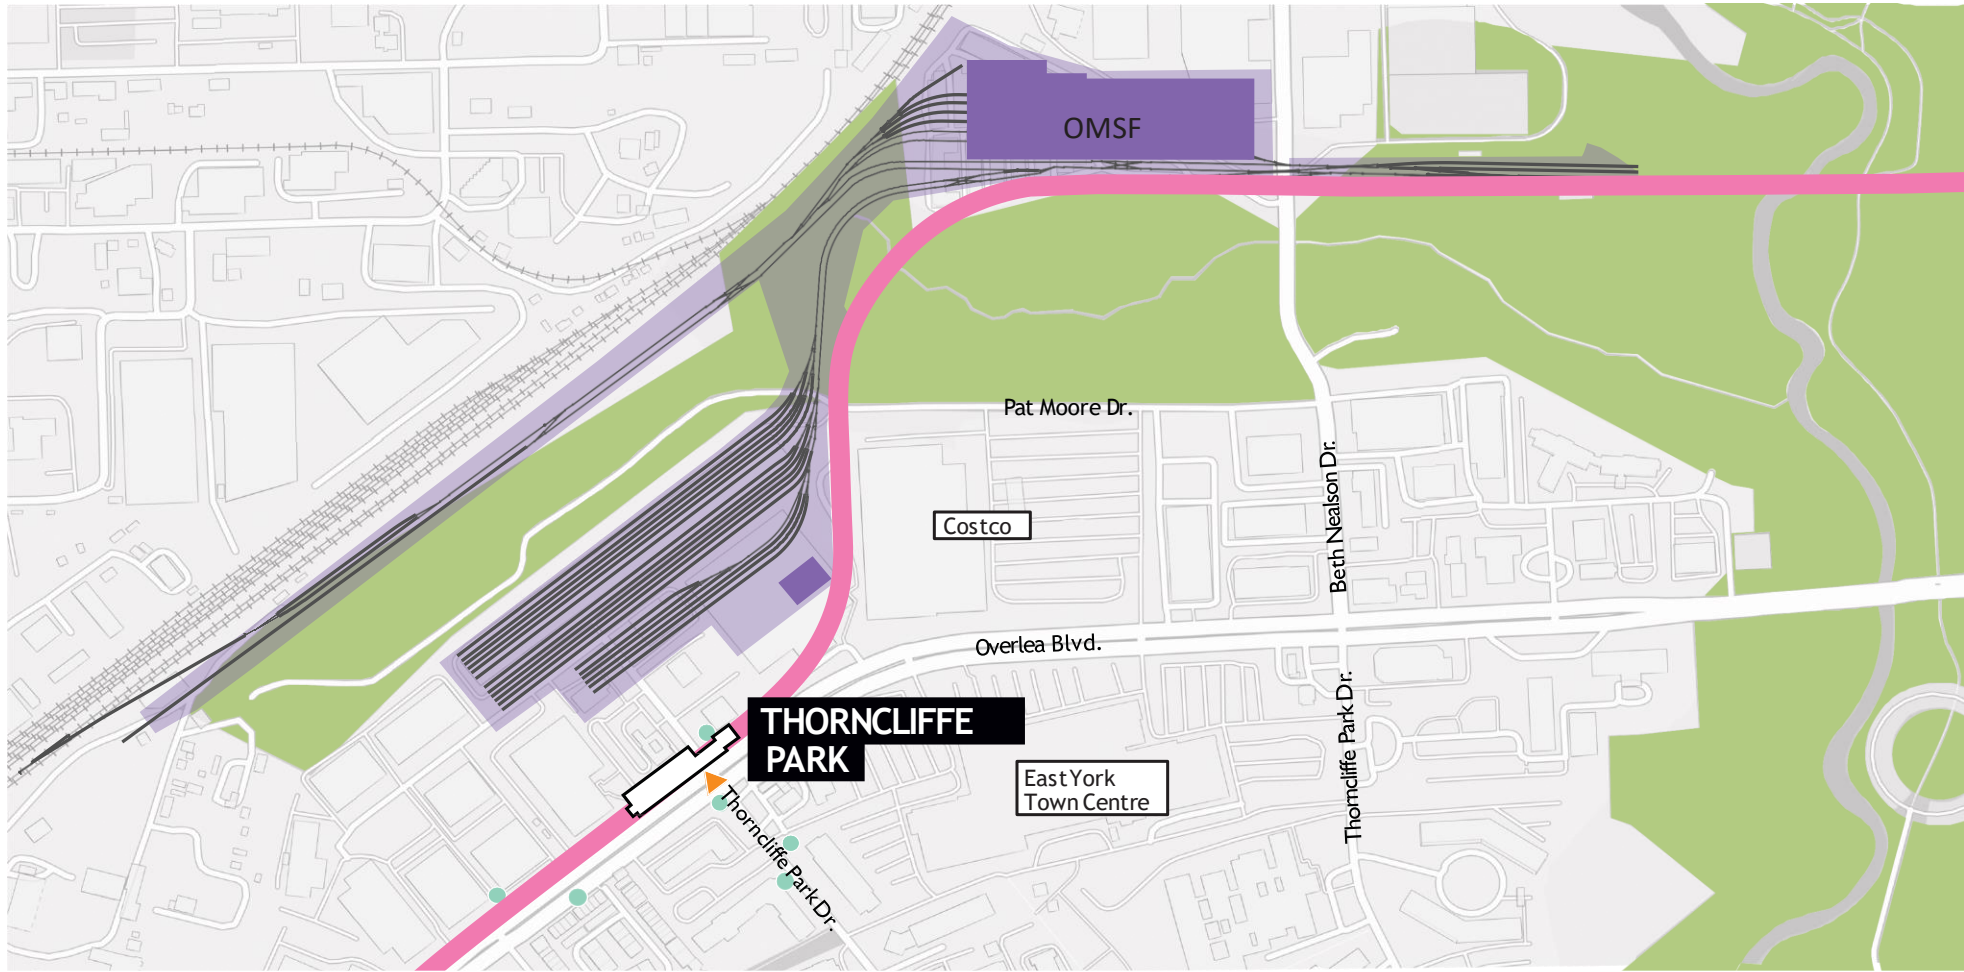 OMSF
Pat Moore Dr.
Beth Nealson Dr.
Costco
Overlea Blvd.
THORNCLIFFE
PARK
Thorncliffe Park Dr.
East York
Town Centre
Thorncliffe Park Dr.